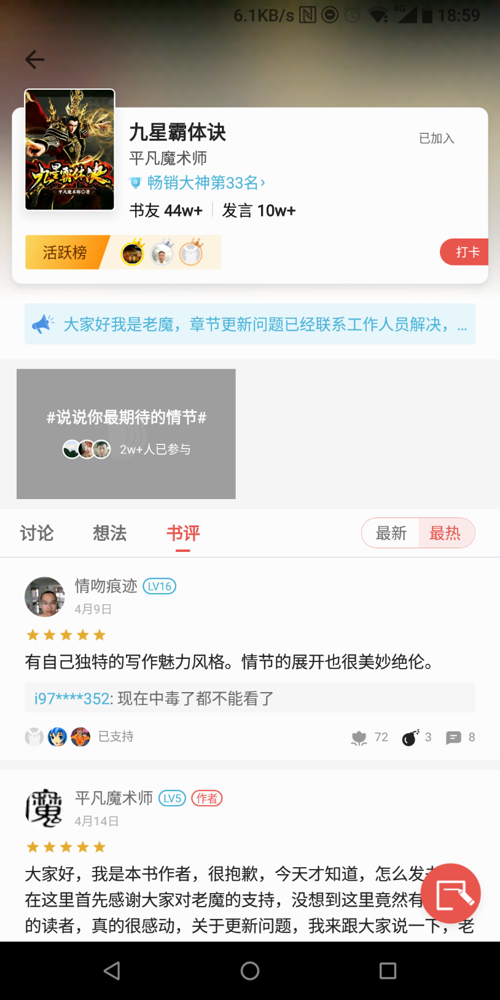 6.1KB/s 4G 18:59
九星霸体诀
平凡魔术师◎著
九星霸体诀
已加入
平凡魔术师
畅销大神第33名›
书友 44w+ 发言 10w+
活跃榜
打卡
大家好我是老魔，章节更新问题已经联系工作人员解决，...
#说说你最期待的情节#
2w+人已参与
讨论 想法 书评 最新 最热
情吻痕迹 LV16
4月9日
有自己独特的写作魅力风格。情节的展开也很美妙绝伦。
i97****352: 现在中毒了都不能看了
已支持 72 3 8
魔
平凡魔术师 LV5 作者
4月14日
大家好，我是本书作者，很抱歉，今天才知道，怎么发
在这里首先感谢大家对老魔的支持，没想到这里竟然有
的读者，真的很感动，关于更新问题，我来跟大家说一下，老